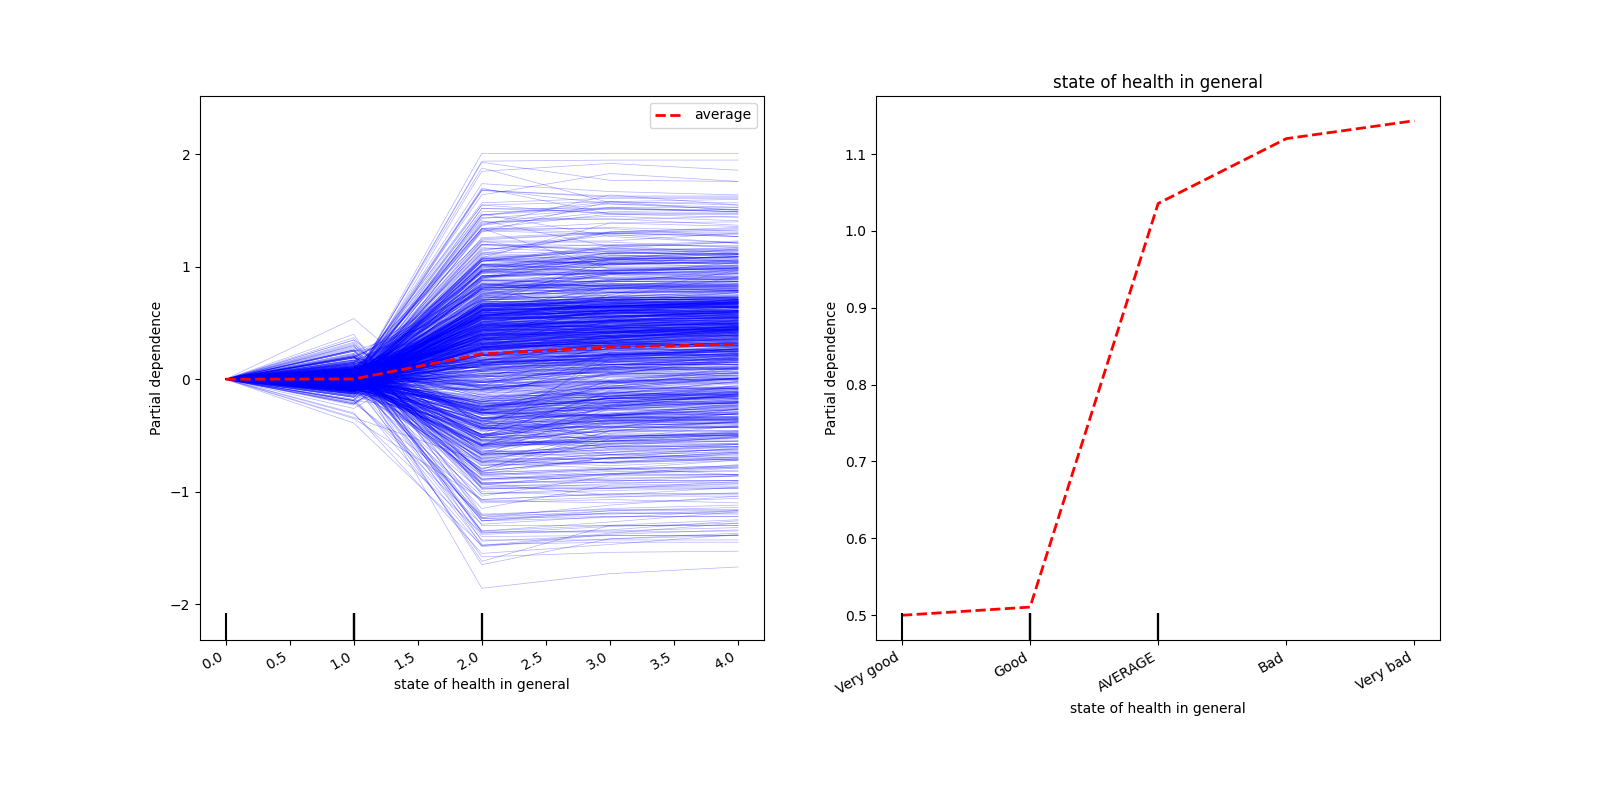 average
2
1
0
−1
−2
Partial dependence
0.0
0.5
1.0
1.5
2.0
2.5
3.0
3.5
4.0
state of health in general
state of health in general
1.1
1.0
0.9
0.8
0.7
0.6
0.5
Partial dependence
Very good
Good
AVERAGE
Bad
Very bad
state of health in general